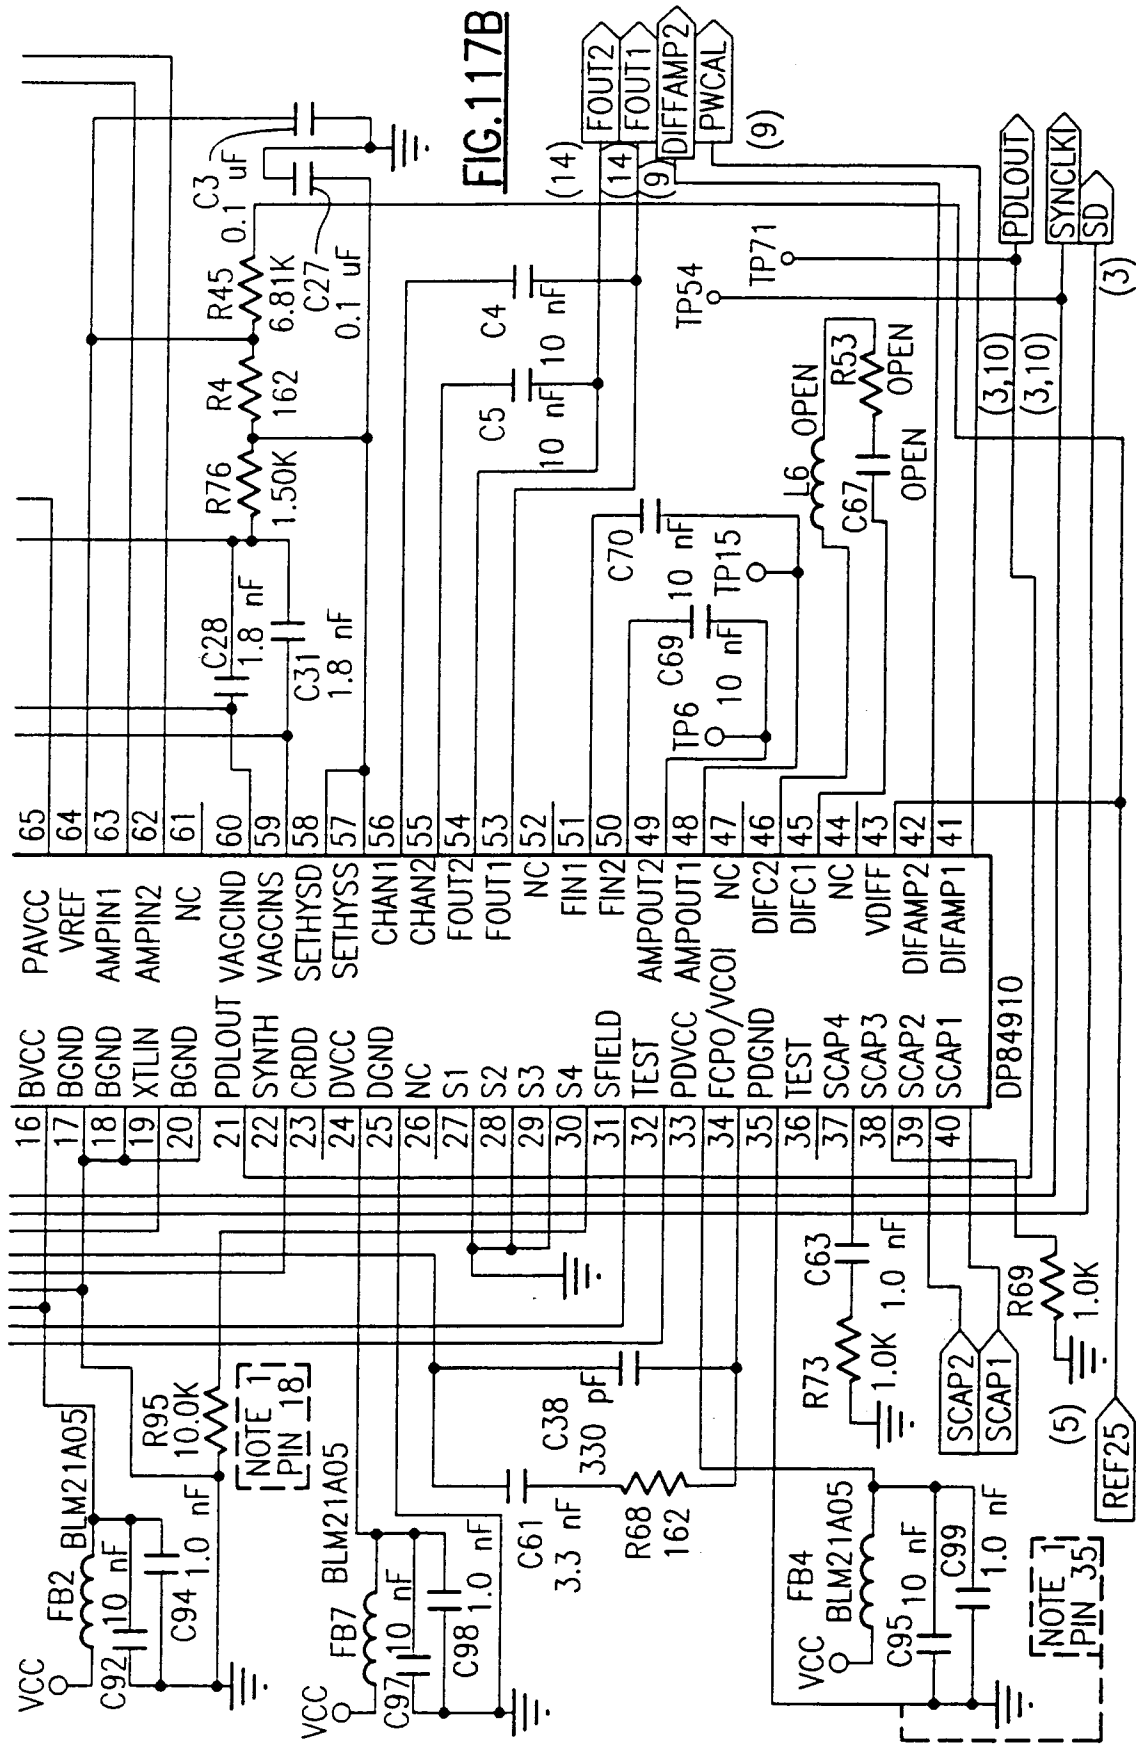 FIG.117B
65
64
63
62
61
60
59
58
57
56
55
54
53
52
51
50
49
48
47
46
45
44
43
42
41
PAVCC
VREF
AMPIN1
AMPIN2
NC
VAGCIND
VAGCINS
SETHYSD
SETHYSS
CHAN1
CHAN2
FOUT2
FOUT1
NC
FIN1
FIN2
AMPOUT2
AMPOUT1
NC
DIFC2
DIFC1
NC
VDIFF
DIFAMP2
DIFAMP1
BVCC
BGND
BGND
XTLIN
BGND
PDLOUT
SYNTH
CRDD
DVCC
DGND
NC
S1
S2
S3
S4
SFIELD
TEST
PDVCC
FCPO/VCOI
PDGND
TEST
SCAP4
SCAP3
SCAP2
SCAP1
DP84910
16
17
18
19
20
21
22
23
24
25
26
27
28
29
30
31
32
33
34
35
36
37
38
39
40
C3
0.1 uF
C27
0.1 uF
R45
6.81K
R4
162
R76
1.50K
C28
1.8 nF
C31
1.8 nF
C4
10 nF
C5
10 nF
C70
10 nF
TP15
C69
10 nF
TP6
L6
OPEN
R53
OPEN
C67
OPEN
TP54
TP71
(14)
FOUT2
(14
FOUT1
(9)
DIFFAMP2
PWCAL
(9)
PDLOUT
(3,10)
SYNCLKI
(3,10)
SD
(3)
VCC
FB2
BLM21A05
C92
10 nF
C94
1.0 nF
R95
10.0K
NOTE 1
PIN 18
VCC
FB7
BLM21A05
C97
10 nF
C98
1.0 nF
C61
3.3 nF
C38
330 pF
R68
162
R73
1.0K
C63
1.0 nF
R69
1.0K
SCAP2
SCAP1
(5)
REF25
VCC
FB4
BLM21A05
C95
10 nF
C99
1.0 nF
NOTE 1
PIN 35